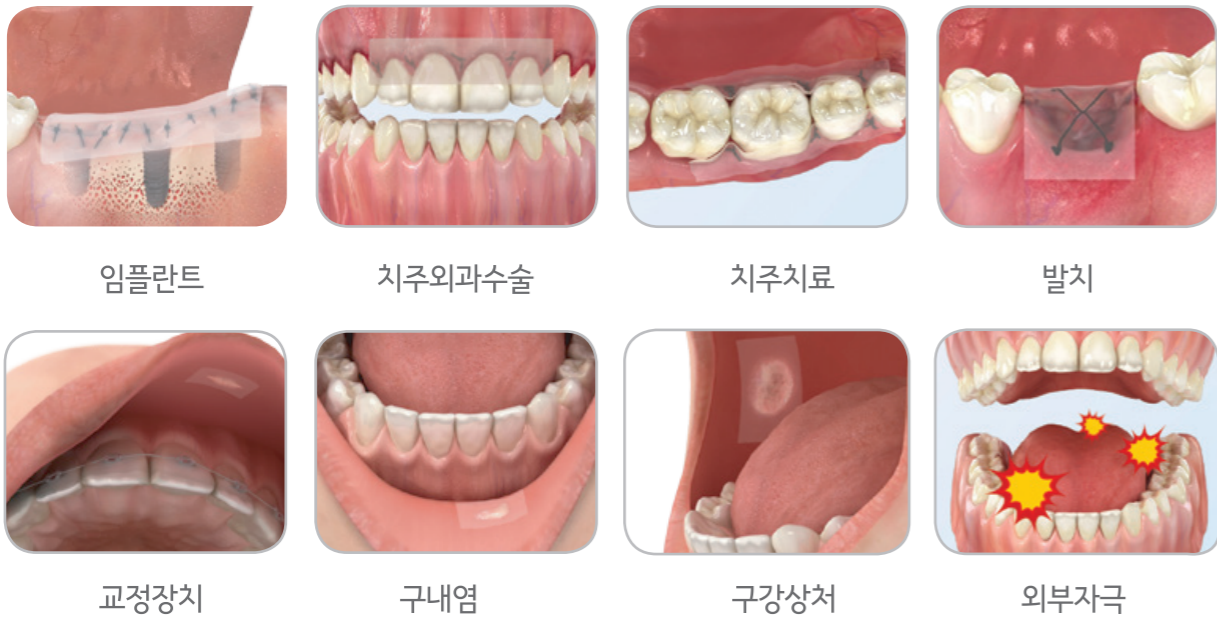 임플란트
치주외과수술
치주치료
발치
교정장치
구내염
구강상처
외부자극